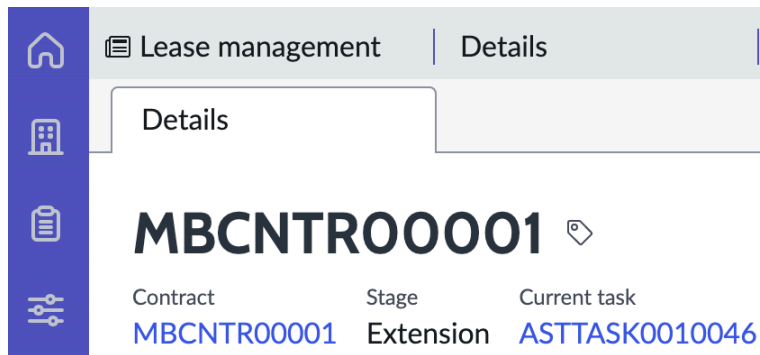 Lease management Details
Details
MBCNTR00001
Contract Stage Current task
MBCNTR00001 Extension ASTTASK0010046